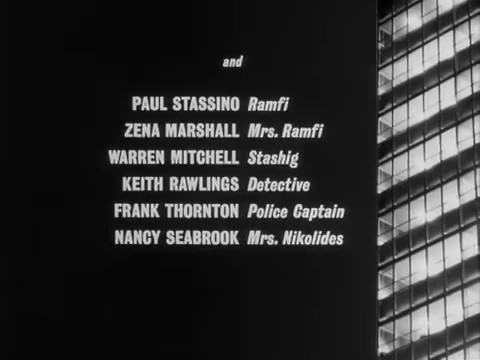 and
PAUL STASSINO Ramfi
ZENA MARSHALL Mrs. Ramfi
WARREN MITCHELL Stashig
KEITH RAWLINGS Detective
FRANK THORNTON Police Captain
NANCY SEABROOK Mrs. Nikolides